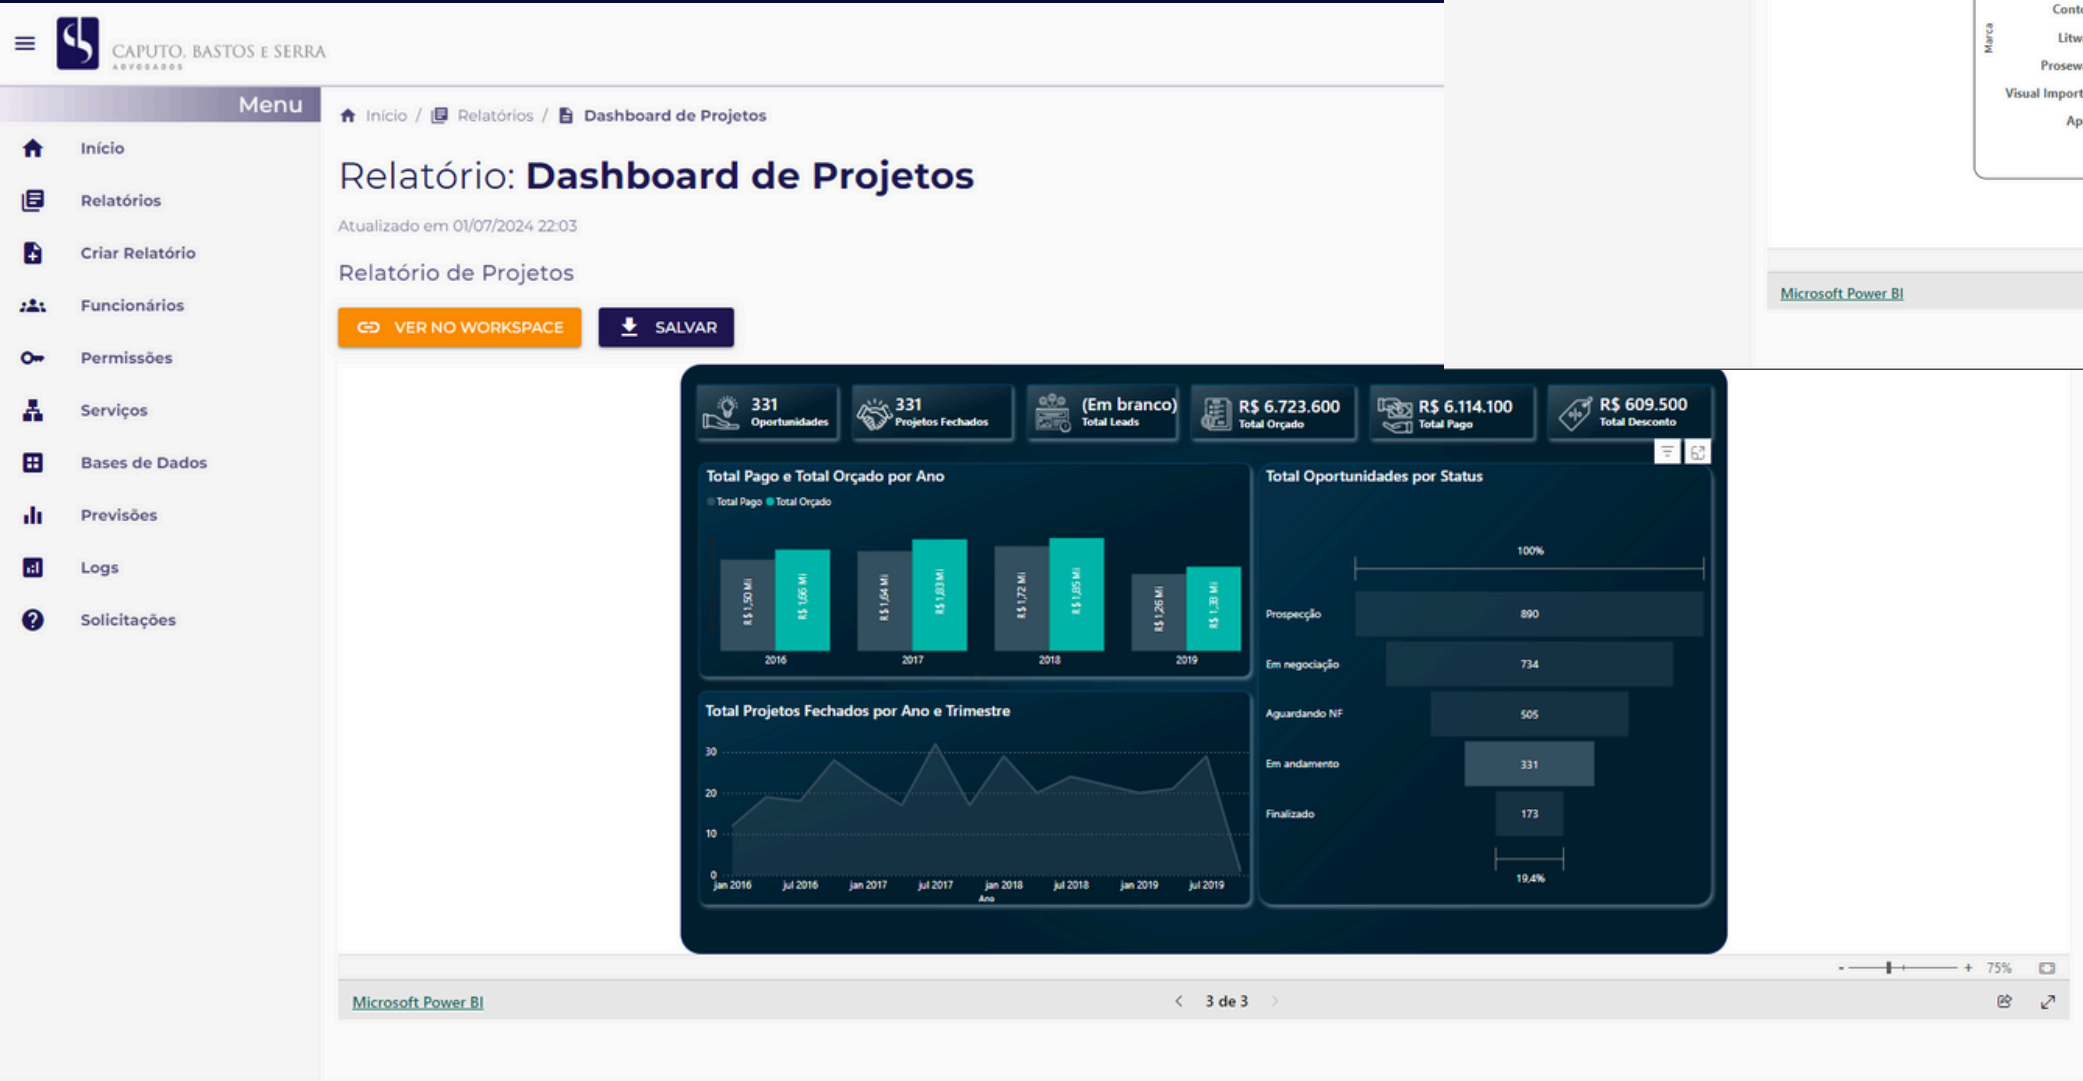 CAPUTO, BASTOS E SERRA
ADVOGADOS
Menu
Início
Relatórios
Criar Relatório
Funcionários
Permissões
Serviços
Bases de Dados
Previsões
Logs
Solicitações
Início / Relatórios / Dashboard de Projetos
Relatório: Dashboard de Projetos
Atualizado em 01/07/2024 22:03
Relatório de Projetos
VER NO WORKSPACE
SALVAR
331
Oportunidades
331
Projetos Fechados
(Em branco)
Total Leads
R$ 6.723.600
Total Orçado
R$ 6.114.100
Total Pago
R$ 609.500
Total Desconto
Total Pago e Total Orçado por Ano
Total Pago Total Orçado
R$ 1,50 Mi
R$ 1,66 Mi
R$ 1,64 Mi
R$ 1,83 Mi
R$ 1,72 Mi
R$ 1,85 Mi
R$ 1,26 Mi
R$ 1,33 Mi
2016 2017 2018 2019
Total Projetos Fechados por Ano e Trimestre
30
20
10
0
jan 2016 jul 2016 jan 2017 jul 2017 jan 2018 jul 2018 jan 2019 jul 2019
Ano
Total Oportunidades por Status
100%
Prospecção 890
Em negociação 734
Aguardando NF 505
Em andamento 331
Finalizado 173
19,4%
- + 75%
Microsoft Power BI
< 3 de 3 >
Marca
Conto
Litwa
Prosew
Visual Import
Ap
Microsoft Power BI